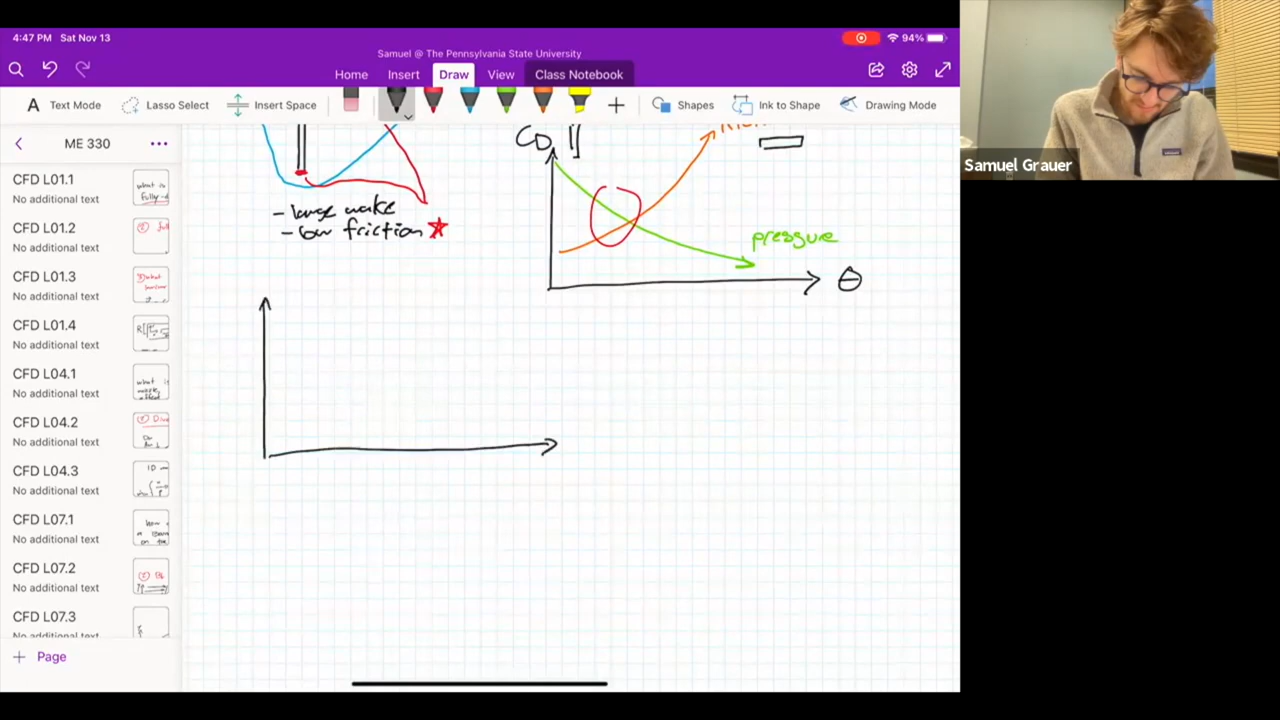 4:47 PM Sat Nov 13
94%
Samuel @ The Pennsylvania State University
Home Insert Draw View Class Notebook
A Text Mode Lasso Select Insert Space Shapes Ink to Shape Drawing Mode
ME 330
CFD L01.1
No additional text
CFD L01.2
No additional text
CFD L01.3
No additional text
CFD L01.4
No additional text
CFD L04.1
No additional text
CFD L04.2
No additional text
CFD L04.3
No additional text
CFD L07.1
No additional text
CFD L07.2
No additional text
CFD L07.3
No additional text
+ Page
- large wake
- low friction
CD
pressure
θ
Samuel Grauer